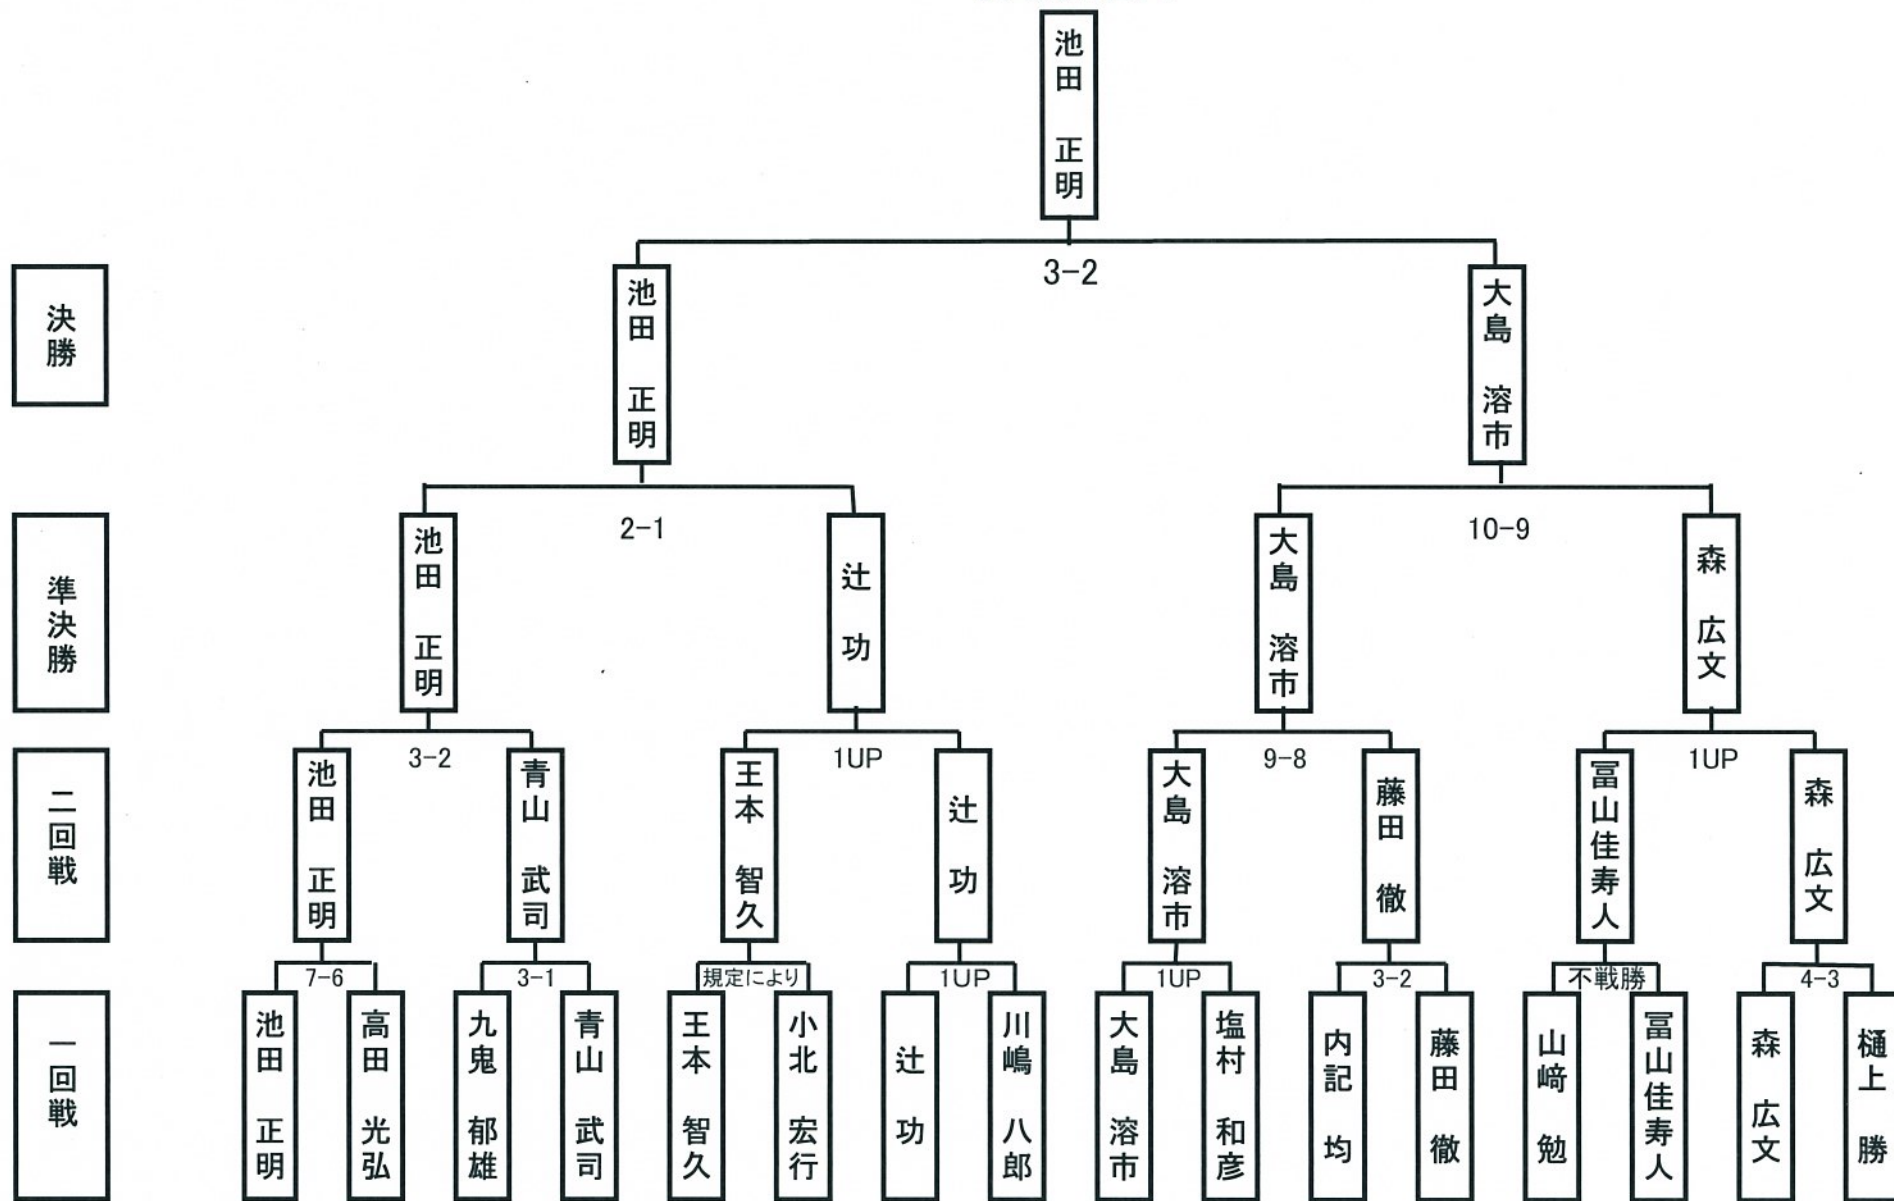 池田 正明
3-2
決勝
池田 正明
大島 溶市
2-1
10-9
準決勝
池田 正明
辻 功
大島 溶市
森 広文
3-2
1UP
9-8
1UP
二回戦
池田 正明
青山 武司
王本 智久
辻 功
大島 溶市
藤田 徹
冨山佳寿人
森 広文
7-6
3-1
規定により
1UP
1UP
3-2
不戦勝
4-3
一回戦
池田 正明
高田 光弘
九鬼 郁雄
青山 武司
王本 智久
小北 宏行
辻 功
川嶋 八郎
大島 溶市
塩村 和彦
内記 均
藤田 徹
山﨑 勉
冨山佳寿人
森 広文
樋上 勝